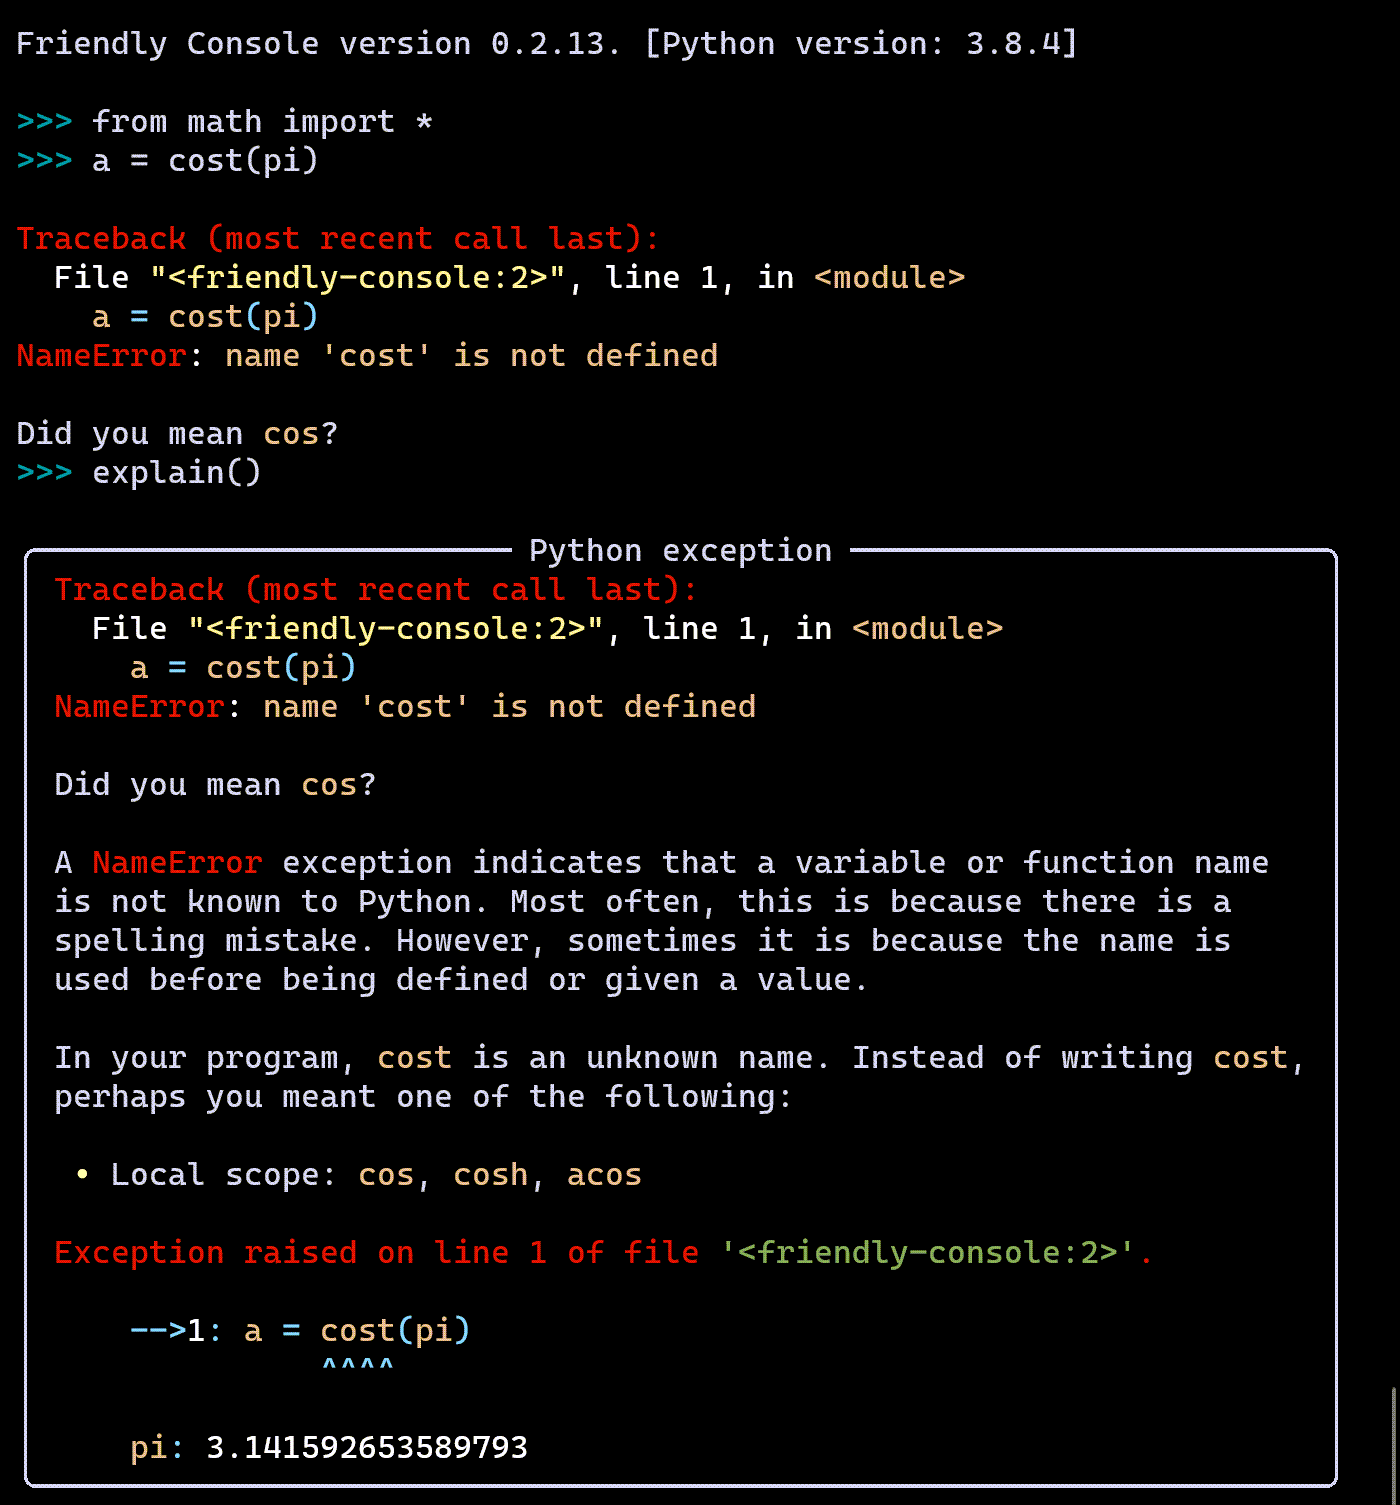 Friendly Console version 0.2.13. [Python version: 3.8.4]
>>> from math import *
>>> a = cost(pi)
Traceback (most recent call last):
  File "<friendly-console:2>", line 1, in <module>
    a = cost(pi)
NameError: name 'cost' is not defined
Did you mean cos?
>>> explain()
Python exception
Traceback (most recent call last):
  File "<friendly-console:2>", line 1, in <module>
    a = cost(pi)
NameError: name 'cost' is not defined
Did you mean cos?
A NameError exception indicates that a variable or function name
is not known to Python. Most often, this is because there is a
spelling mistake. However, sometimes it is because the name is
used before being defined or given a value.
In your program, cost is an unknown name. Instead of writing cost,
perhaps you meant one of the following:
• Local scope: cos, cosh, acos
Exception raised on line 1 of file '<friendly-console:2>'.
-->1: a = cost(pi)
          ^^^^
pi: 3.141592653589793